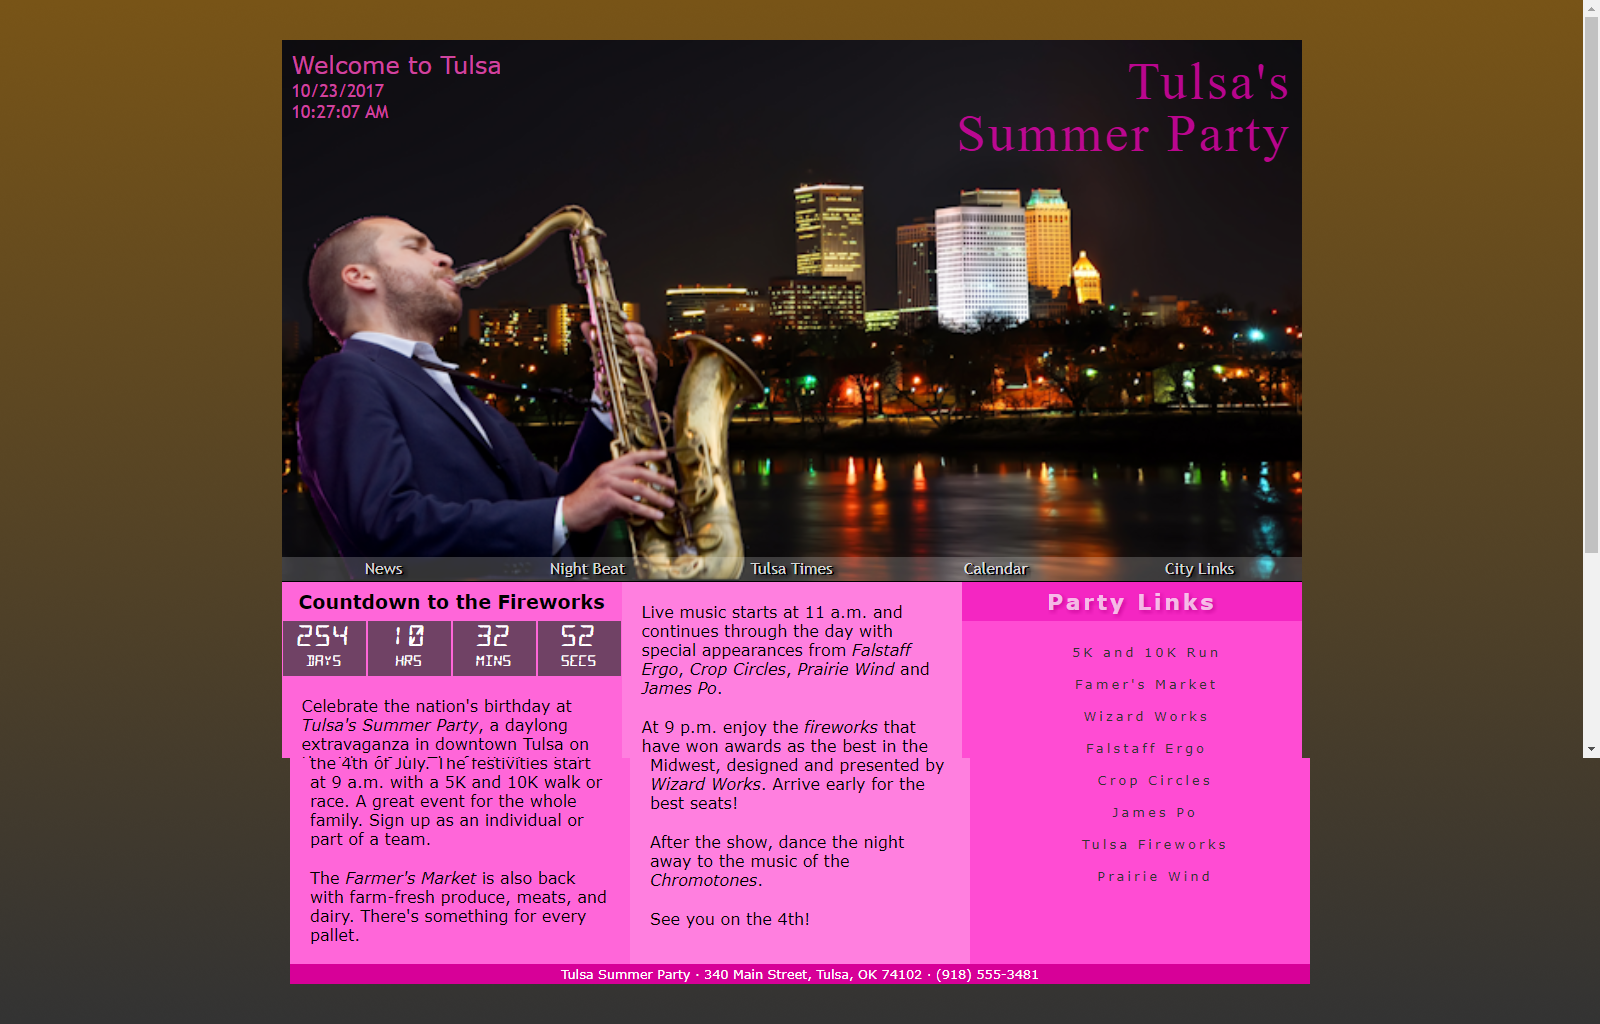 Welcome to Tulsa
10/23/2017
10:27:07 AM
Tulsa's
Summer Party
News
Night Beat
Tulsa Times
Calendar
City Links
Countdown to the Fireworks
254 10 32 52
DAYS HRS MINS SECS
Celebrate the nation's birthday at
Tulsa's Summer Party, a daylong
extravaganza in downtown Tulsa on
the 4th of July. The festivities start
at 9 a.m. with a 5K and 10K walk or
race. A great event for the whole
family. Sign up as an individual or
part of a team.
The Farmer's Market is also back
with farm-fresh produce, meats, and
dairy. There's something for every
pallet.
Live music starts at 11 a.m. and
continues through the day with
special appearances from Falstaff
Ergo, Crop Circles, Prairie Wind and
James Po.
At 9 p.m. enjoy the fireworks that
have won awards as the best in the
Midwest, designed and presented by
Wizard Works. Arrive early for the
best seats!
After the show, dance the night
away to the music of the
Chromotones.
See you on the 4th!
Party Links
5K and 10K Run
Famer's Market
Wizard Works
Falstaff Ergo
Crop Circles
James Po
Tulsa Fireworks
Prairie Wind
Tulsa Summer Party · 340 Main Street, Tulsa, OK 74102 · (918) 555-3481